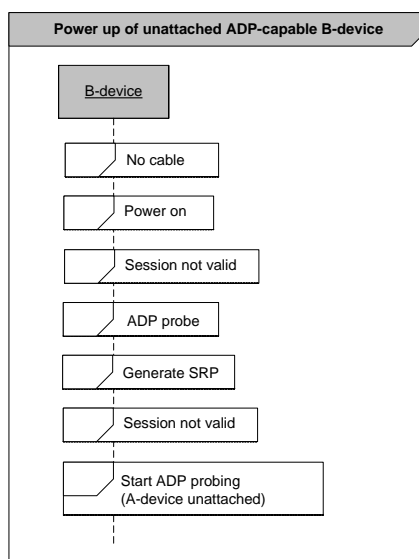 Power up of unattached ADP-capable B-device
B-device
No cable
Power on
Session not valid
ADP probe
Generate SRP
Session not valid
Start ADP probing
(A-device unattached)